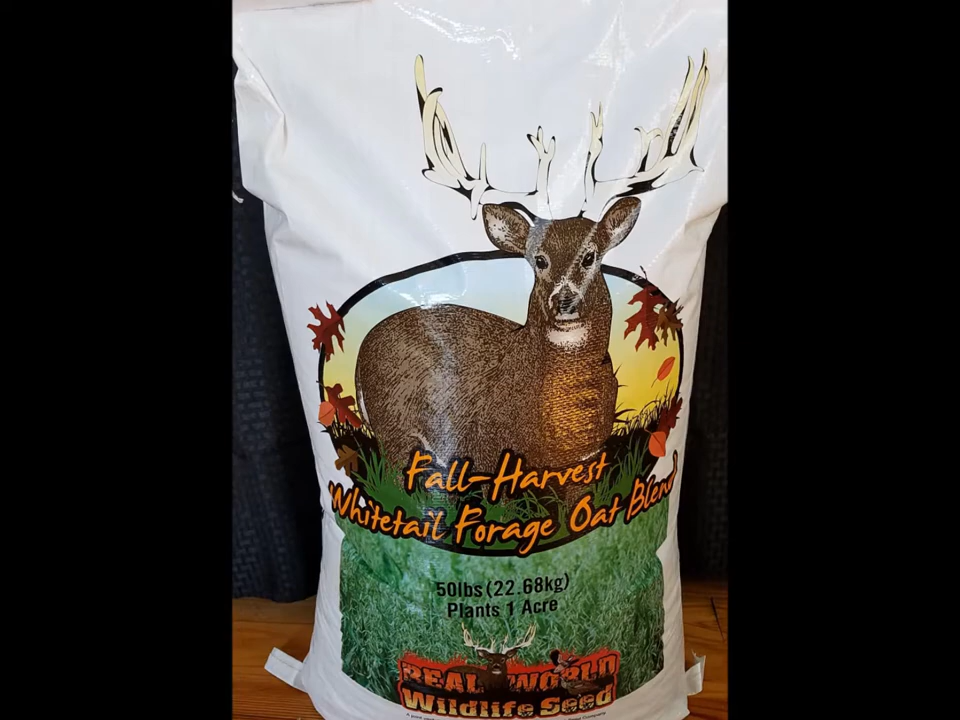 Fall-Harvest
Whitetail Forage Oat Blend
50lbs (22.68kg)
Plants 1 Acre
REAL WORLD
Wildlife Seed